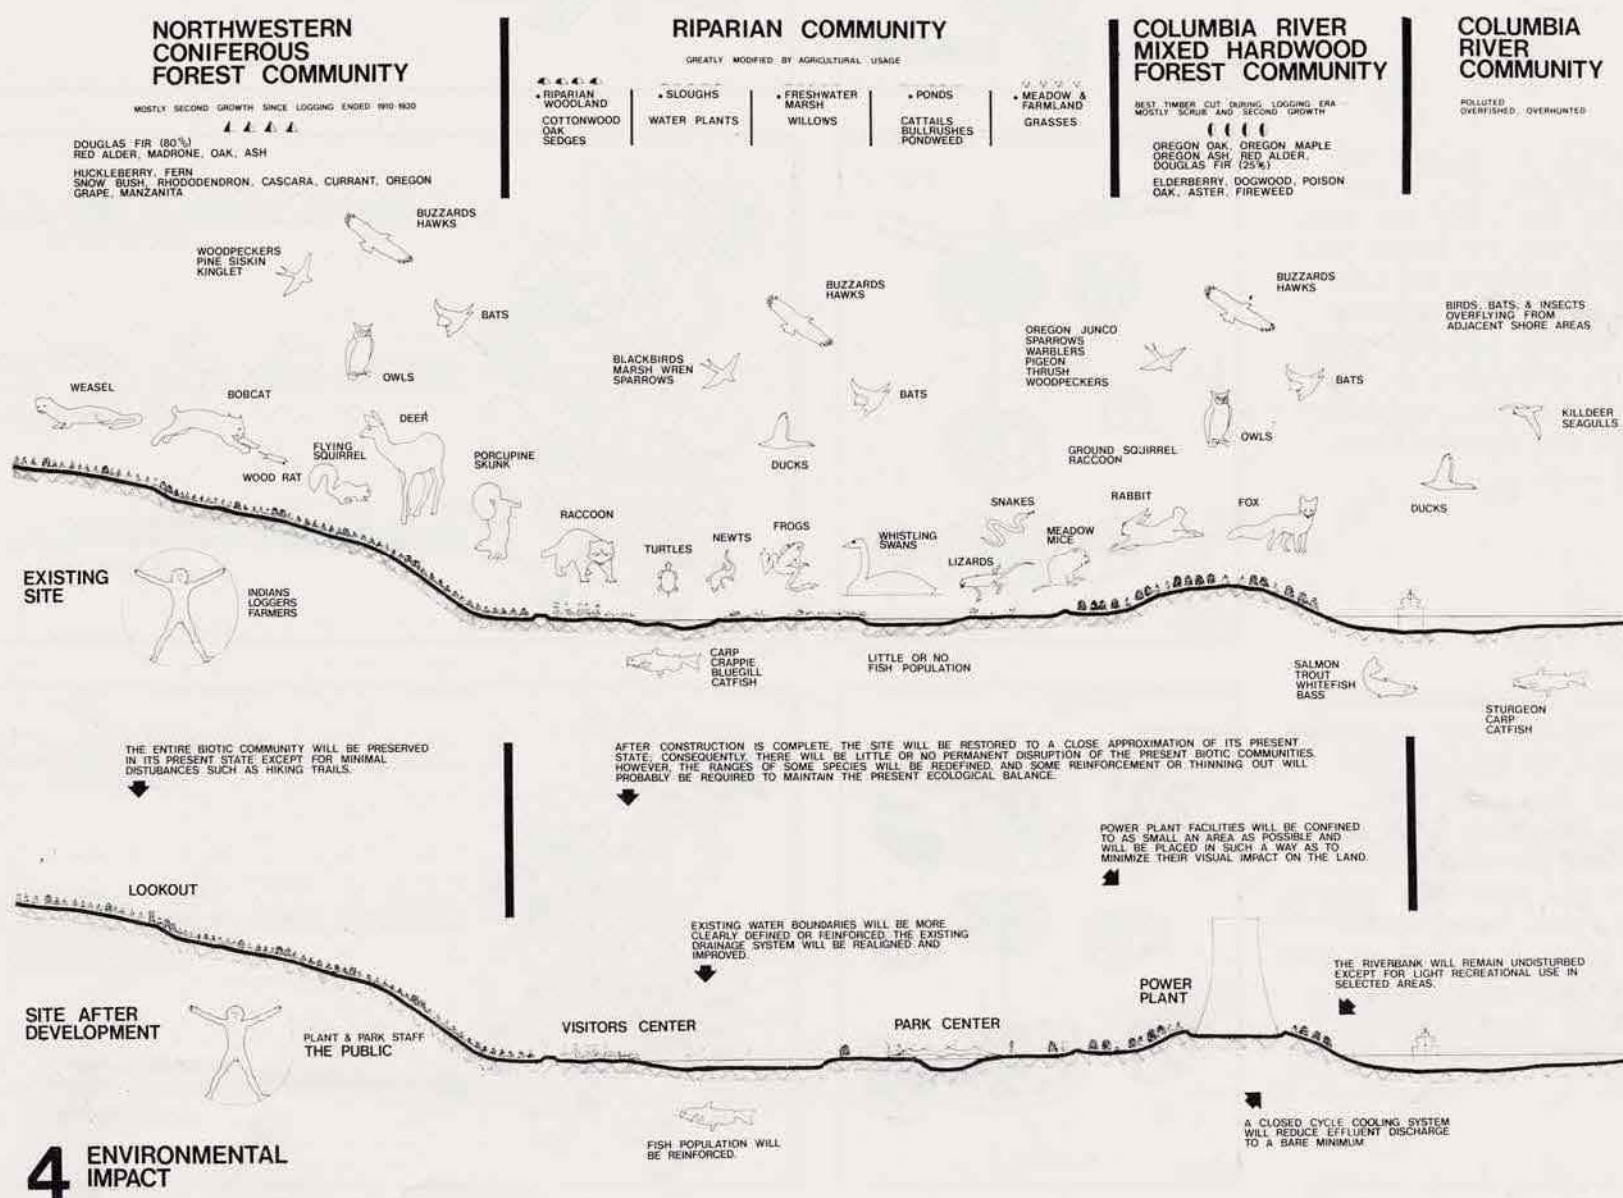 NORTHWESTERN
CONIFEROUS
FOREST COMMUNITY
MOSTLY SECOND GROWTH SINCE LOGGING ENDED 1910-1930
DOUGLAS FIR (80%)
RED ALDER, MADRONE, OAK, ASH
HUCKLEBERRY, FERN
SNOW BUSH, RHODODENDRON, CASCARA, CURRANT, OREGON
GRAPE, MANZANITA
RIPARIAN COMMUNITY
GREATLY MODIFIED BY AGRICULTURAL USAGE
• RIPARIAN
WOODLAND
COTTONWOOD
OAK
SEDGES
• SLOUGHS
WATER PLANTS
• FRESHWATER
MARSH
WILLOWS
• PONDS
CATTAILS
BULLRUSHES
PONDWEED
• MEADOW &
FARMLAND
GRASSES
COLUMBIA RIVER
MIXED HARDWOOD
FOREST COMMUNITY
BEST TIMBER CUT DURING LOGGING ERA
MOSTLY SCRUB AND SECOND GROWTH
OREGON OAK, OREGON MAPLE
OREGON ASH, RED ALDER,
DOUGLAS FIR (25%)
ELDERBERRY, DOGWOOD, POISON
OAK, ASTER, FIREWEED
COLUMBIA
RIVER
COMMUNITY
POLLUTED
OVERFISHED, OVERHUNTED
BUZZARDS
HAWKS
WOODPECKERS
PINE SISKIN
KINGLET
BATS
OWLS
WEASEL
BOBCAT
DEER
FLYING
SQUIRREL
WOOD RAT
PORCUPINE
SKUNK
BUZZARDS
HAWKS
BLACKBIRDS
MARSH WREN
SPARROWS
BATS
DUCKS
RACCOON
TURTLES
NEWTS
FROGS
WHISTLING
SWANS
LIZARDS
SNAKES
MEADOW
MICE
BUZZARDS
HAWKS
OREGON JUNCO
SPARROWS
WARBLERS
PIGEON
THRUSH
WOODPECKERS
BATS
OWLS
GROUND SQUIRREL
RACCOON
RABBIT
FOX
BIRDS, BATS, & INSECTS
OVERFLYING FROM
ADJACENT SHORE AREAS
KILLDEER
SEAGULLS
DUCKS
EXISTING
SITE
INDIANS
LOGGERS
FARMERS
CARP
CRAPPIE
BLUEGILL
CATFISH
LITTLE OR NO
FISH POPULATION
SALMON
TROUT
WHITEFISH
BASS
STURGEON
CARP
CATFISH
THE ENTIRE BIOTIC COMMUNITY WILL BE PRESERVED
IN ITS PRESENT STATE EXCEPT FOR MINIMAL
DISTUBANCES SUCH AS HIKING TRAILS.
AFTER CONSTRUCTION IS COMPLETE, THE SITE WILL BE RESTORED TO A CLOSE APPROXIMATION OF ITS PRESENT
STATE; CONSEQUENTLY, THERE WILL BE LITTLE OR NO PERMANENT DISRUPTION OF THE PRESENT BIOTIC COMMUNITIES.
HOWEVER, THE RANGES OF SOME SPECIES WILL BE REDEFINED, AND SOME REINFORCEMENT OR THINNING OUT WILL
PROBABLY BE REQUIRED TO MAINTAIN THE PRESENT ECOLOGICAL BALANCE.
POWER PLANT FACILITIES WILL BE CONFINED
TO AS SMALL AN AREA AS POSSIBLE AND
WILL BE PLACED IN SUCH A WAY AS TO
MINIMIZE THEIR VISUAL IMPACT ON THE LAND.
LOOKOUT
EXISTING WATER BOUNDARIES WILL BE MORE
CLEARLY DEFINED OR REINFORCED. THE EXISTING
DRAINAGE SYSTEM WILL BE REALIGNED AND
IMPROVED.
THE RIVERBANK WILL REMAIN UNDISTURBED
EXCEPT FOR LIGHT RECREATIONAL USE IN
SELECTED AREAS.
POWER
PLANT
SITE AFTER
DEVELOPMENT
PLANT & PARK STAFF
THE PUBLIC
VISITORS CENTER
PARK CENTER
FISH POPULATION WILL
BE REINFORCED.
A CLOSED CYCLE COOLING SYSTEM
WILL REDUCE EFFLUENT DISCHARGE
TO A BARE MINIMUM
4 ENVIRONMENTAL
IMPACT